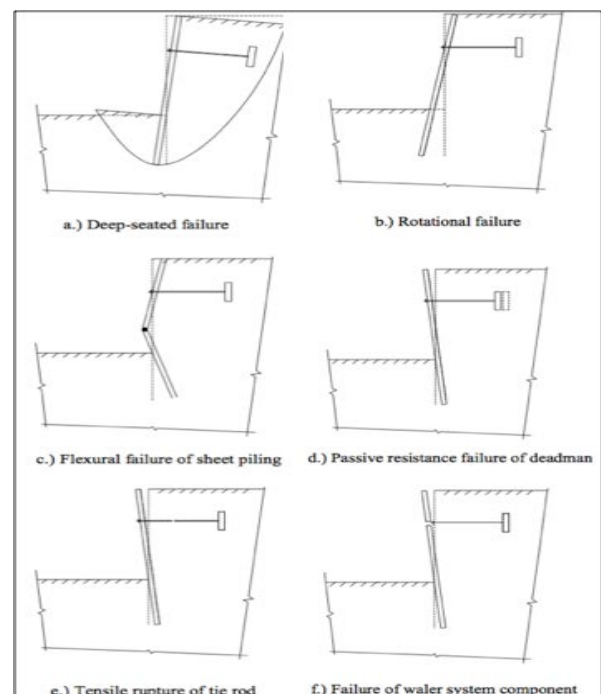 a.) Deep-seated failure
b.) Rotational failure
c.) Flexural failure of sheet piling
d.) Passive resistance failure of deadman
e.) Tensile rupture of tie rod
f.) Failure of waler system component